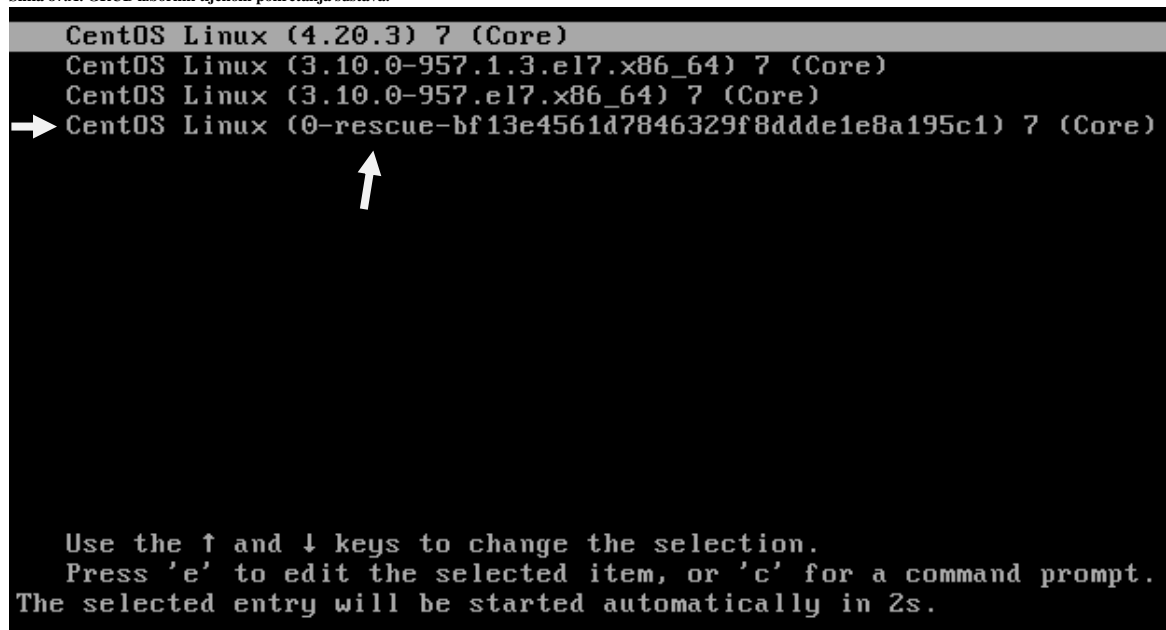 CentOS Linux (4.20.3) 7 (Core)
CentOS Linux (3.10.0-957.1.3.el7.x86_64) 7 (Core)
CentOS Linux (3.10.0-957.el7.x86_64) 7 (Core)
CentOS Linux (0-rescue-bf13e4561d7846329f8ddde1e8a195c1) 7 (Core)
Use the ↑ and ↓ keys to change the selection.
Press 'e' to edit the selected item, or 'c' for a command prompt.
The selected entry will be started automatically in 2s.